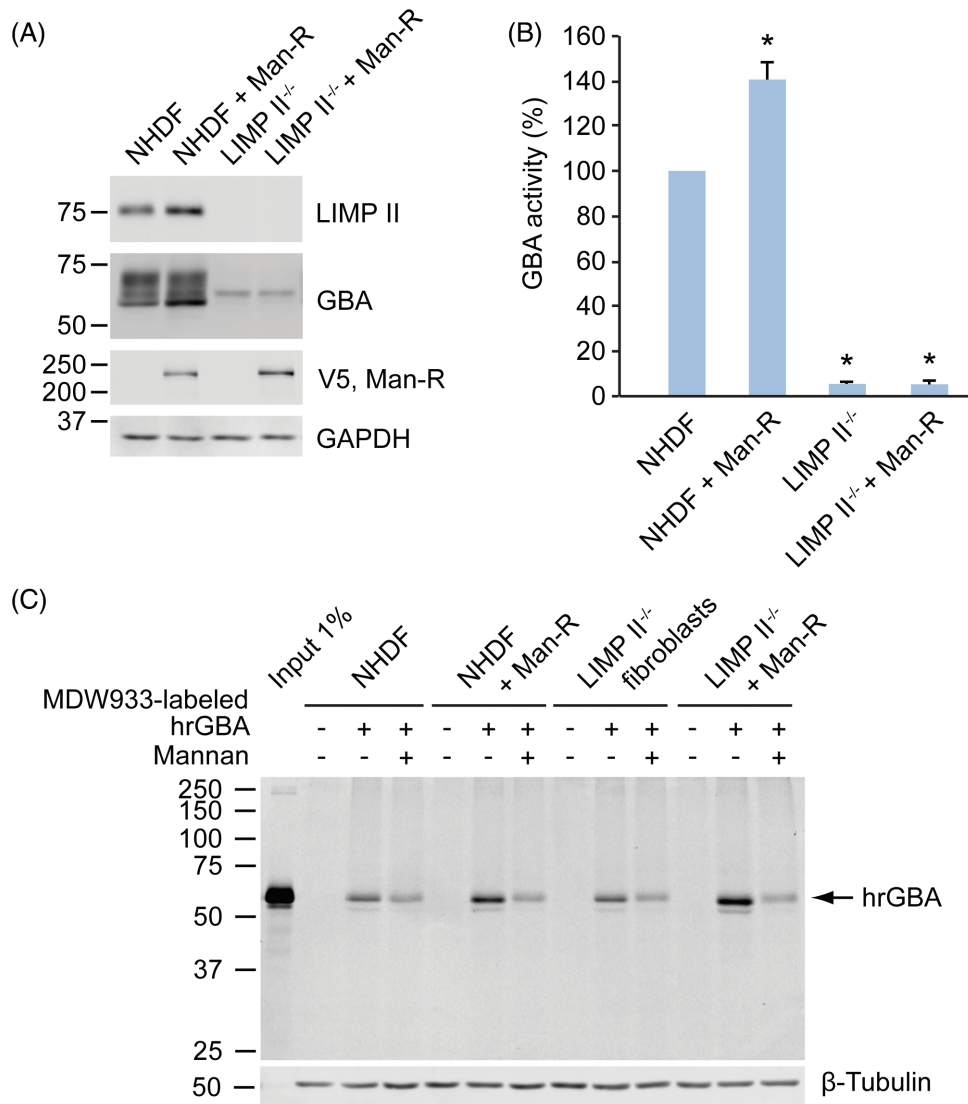 (A)
NHDF
NHDF + Man-R
LIMP II-/-
LIMP II-/- + Man-R
75
LIMP II
75
50
GBA
250
200
V5, Man-R
37
GAPDH
(B)
GBA activity (%)
160
140
120
100
80
60
40
20
0
*
*
*
NHDF
NHDF + Man-R
LIMP II-/-
LIMP II-/- + Man-R
(C)
Input 1%
NHDF
NHDF
+ Man-R
LIMP II-/-
fibroblasts
LIMP II-/-
+ Man-R
MDW933-labeled
hrGBA - + + - + + - + + - + +
Mannan - - + - - + - - + - - +
250
150
100
75
50
37
25
hrGBA
50
β-Tubulin